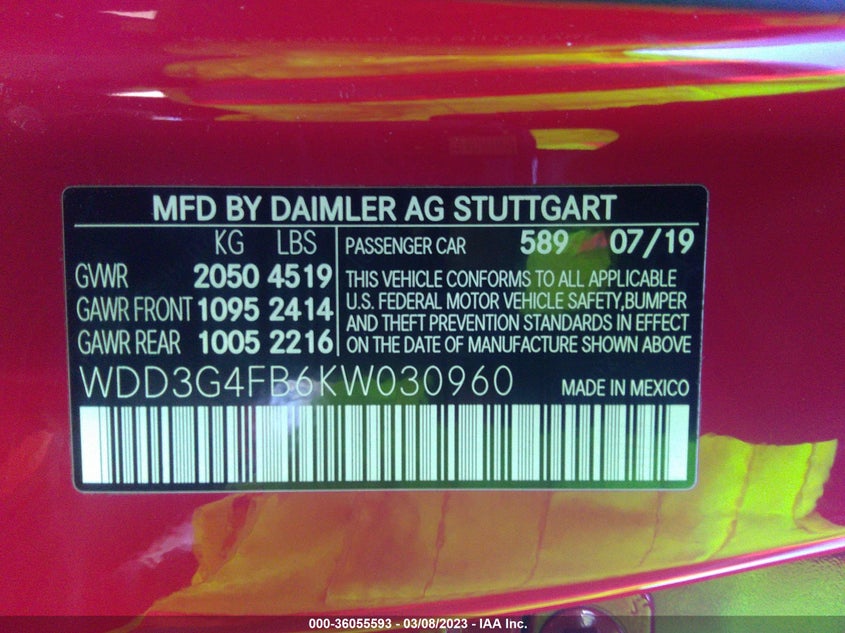 MFD BY DAIMLER AG STUTTGART
KG LBS
GVWR 2050 4519
GAWR FRONT 1095 2414
GAWR REAR 1005 2216
PASSENGER CAR 589 07/19
THIS VEHICLE CONFORMS TO ALL APPLICABLE
U.S. FEDERAL MOTOR VEHICLE SAFETY,BUMPER
AND THEFT PREVENTION STANDARDS IN EFFECT
ON THE DATE OF MANUFACTURE SHOWN ABOVE
WDD3G4FB6KW030960 MADE IN MEXICO
000-36055593 - 03/08/2023 - IAA Inc.